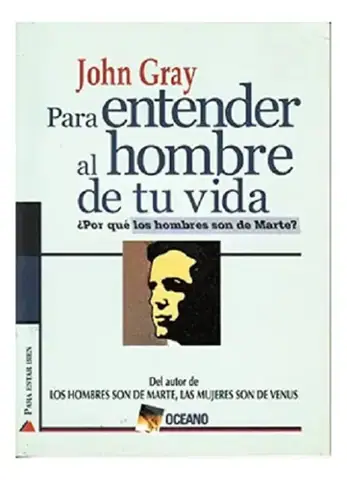 John Gray
Para entender
al hombre
de tu vida
¿Por qué los hombres son de Marte?
Del autor de
LOS HOMBRES SON DE MARTE, LAS MUJERES SON DE VENUS
OCEANO
PARA ESTAR BIEN